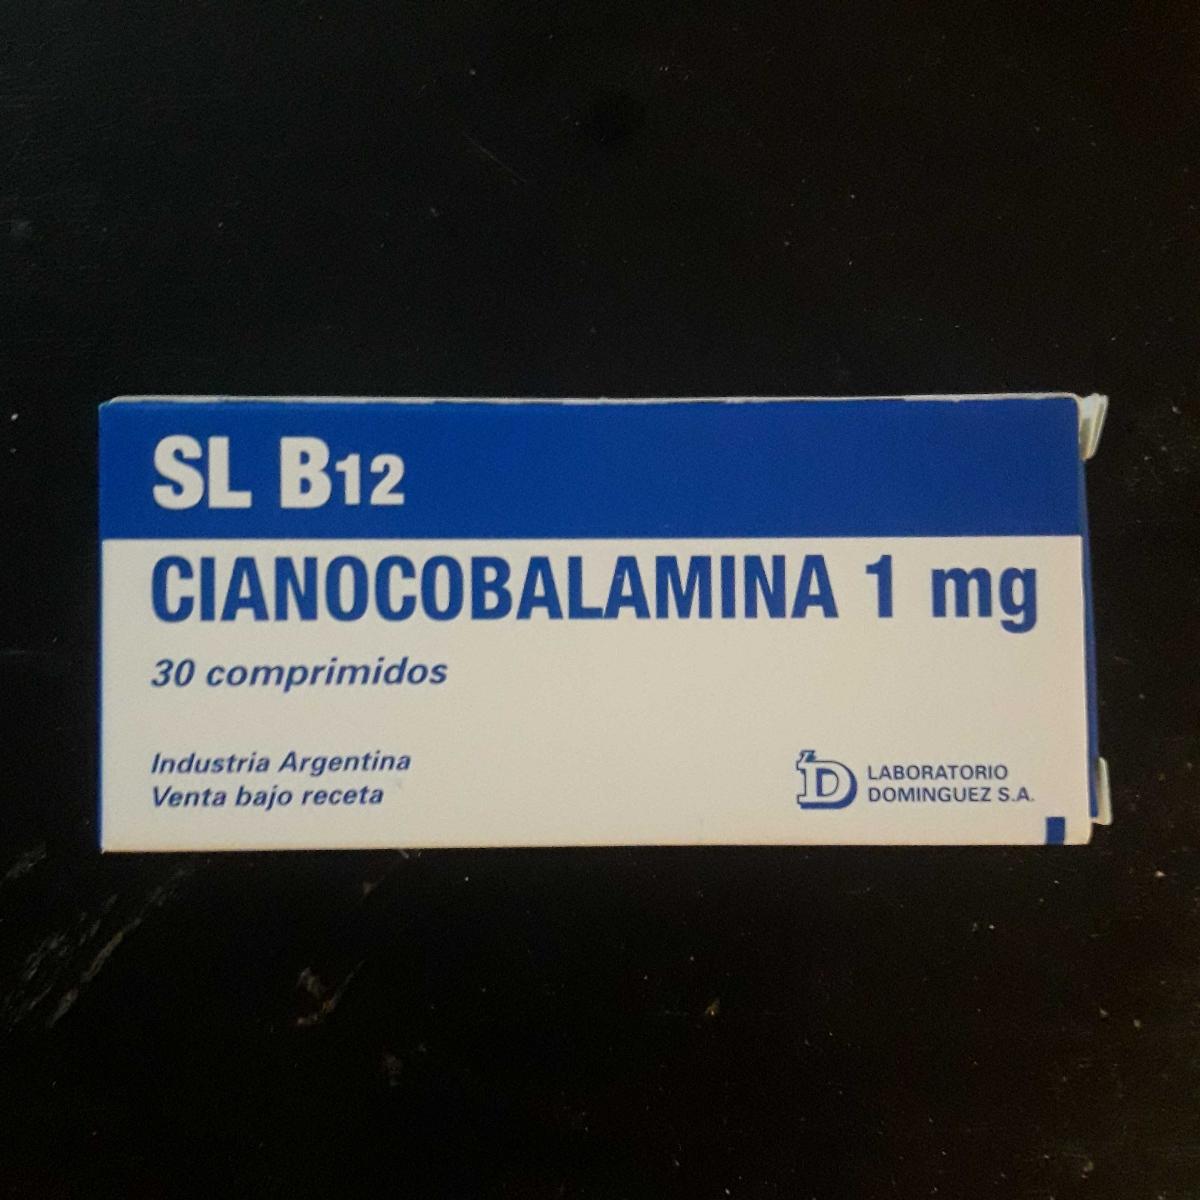 SL B12
CIANOCOBALAMINA 1 mg
30 comprimidos
Industria Argentina
Venta bajo receta
LABORATORIO
DOMINGUEZ S.A.